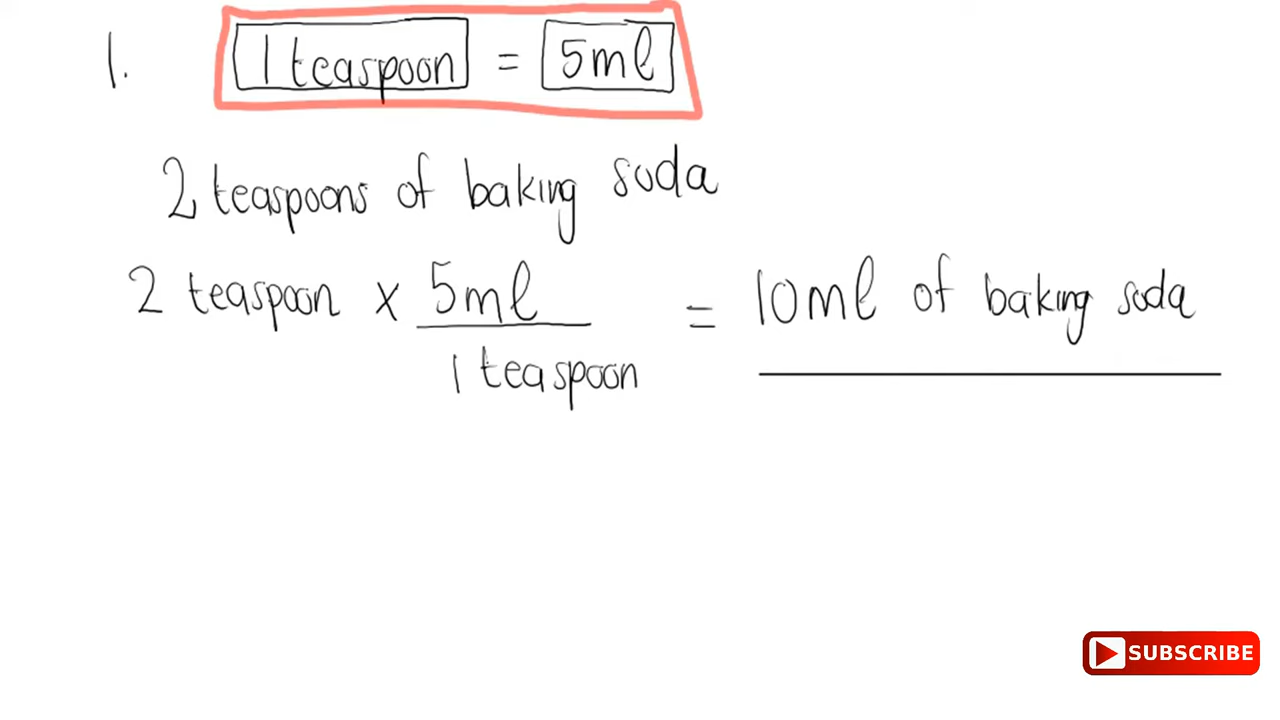 1. 1 teaspoon = 5ml
2 teaspoons of baking soda
2 teaspoon x 5ml = 10ml of baking soda
1 teaspoon
SUBSCRIBE